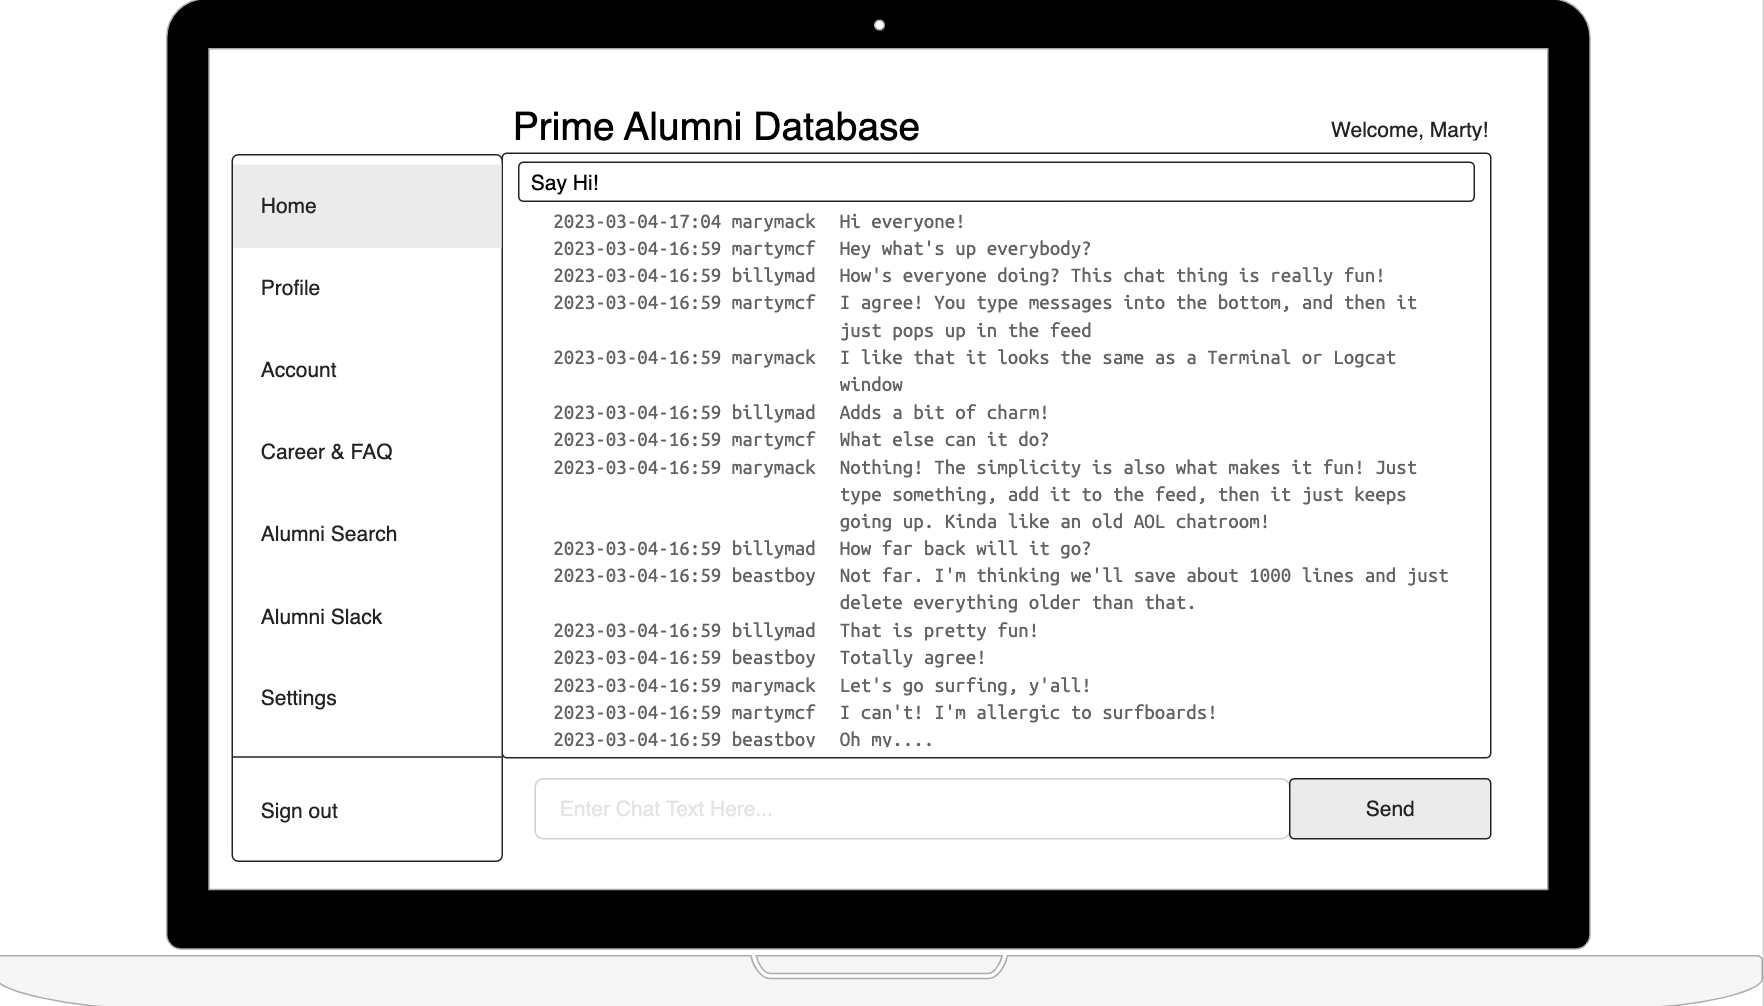 Prime Alumni Database
Welcome, Marty!
Home
Profile
Account
Career & FAQ
Alumni Search
Alumni Slack
Settings
Sign out
Say Hi!
2023-03-04-17:04 marymack Hi everyone!
2023-03-04-16:59 martymcf Hey what's up everybody?
2023-03-04-16:59 billymad How's everyone doing? This chat thing is really fun!
2023-03-04-16:59 martymcf I agree! You type messages into the bottom, and then it
just pops up in the feed
2023-03-04-16:59 marymack I like that it looks the same as a Terminal or Logcat
window
2023-03-04-16:59 billymad Adds a bit of charm!
2023-03-04-16:59 martymcf What else can it do?
2023-03-04-16:59 marymack Nothing! The simplicity is also what makes it fun! Just
type something, add it to the feed, then it just keeps
going up. Kinda like an old AOL chatroom!
2023-03-04-16:59 billymad How far back will it go?
2023-03-04-16:59 beastboy Not far. I'm thinking we'll save about 1000 lines and just
delete everything older than that.
2023-03-04-16:59 billymad That is pretty fun!
2023-03-04-16:59 beastboy Totally agree!
2023-03-04-16:59 marymack Let's go surfing, y'all!
2023-03-04-16:59 martymcf I can't! I'm allergic to surfboards!
2023-03-04-16:59 beastboy Oh my....
Enter Chat Text Here...
Send